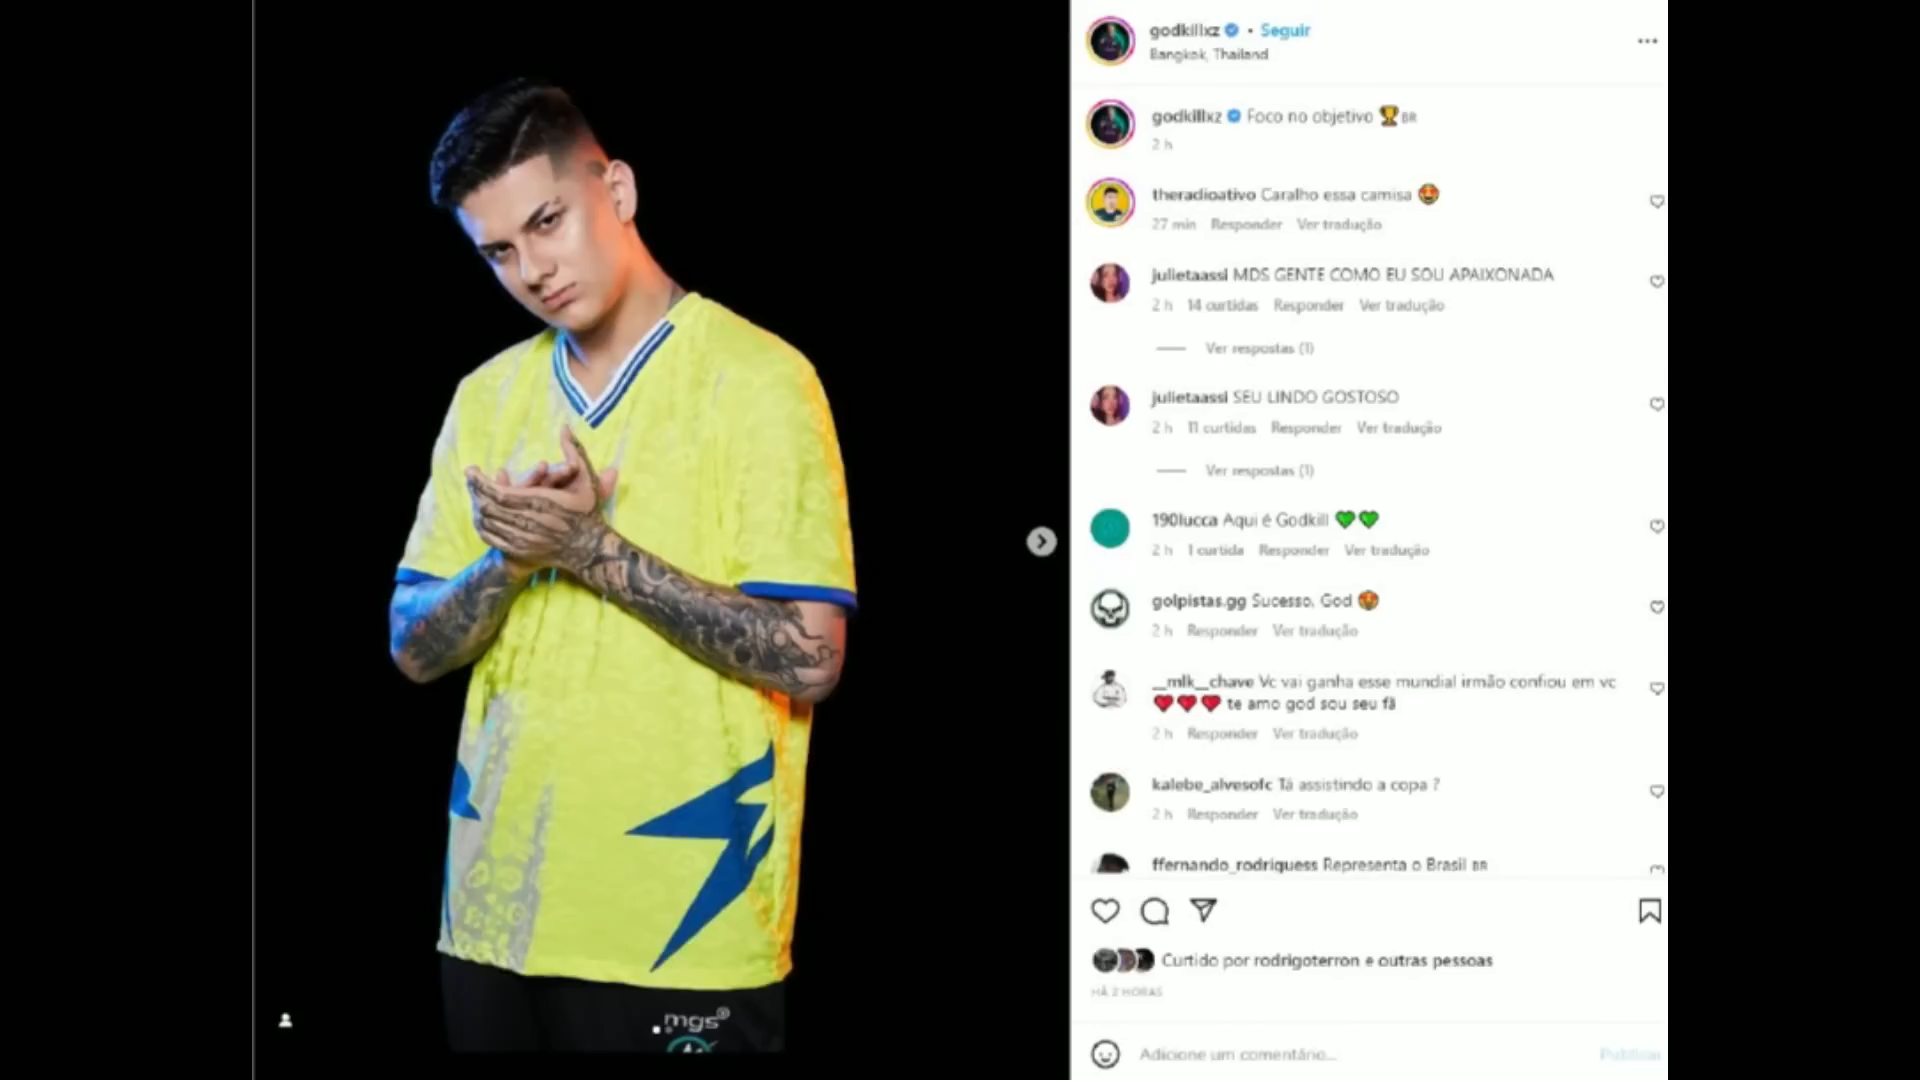 godkillxz • Seguir
Bangkok, Thailand
godkillxz Foco no objetivo 🏆 BR
2 h
theradioativo Caralho essa camisa 🤩
27 min Responder Ver tradução
julietaassi MDS GENTE COMO EU SOU APAIXONADA
2 h 14 curtidas Responder Ver tradução
Ver respostas (1)
julietaassi SEU LINDO GOSTOSO
2 h 11 curtidas Responder Ver tradução
Ver respostas (1)
190lucca Aqui é Godkill 💚💚
2 h 1 curtida Responder Ver tradução
golpistas.gg Sucesso, God 🤩
2 h Responder Ver tradução
__mlk__chave Vc vai ganha esse mundial irmão confiou em vc
❤️❤️❤️ te amo god sou seu fã
2 h Responder Ver tradução
kalebe_alvesofc Tá assistindo a copa ?
2 h Responder Ver tradução
ffernando_rodriguess Representa o Brasil BR
Curtido por rodrigoterron e outras pessoas
HÁ 2 HORAS
Adicione um comentário...
Publicar
mgs®